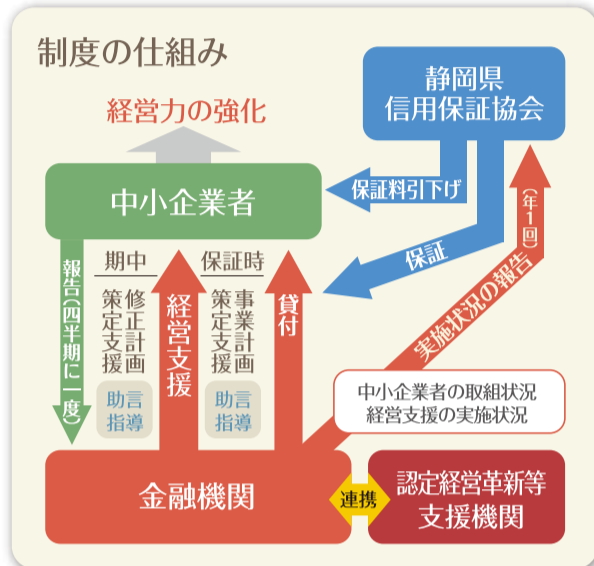 制度の仕組み
静岡県
信用保証協会
経営力の強化
中小企業者
保証料引下げ
(年1回)
保証
実施状況の報告
報告(四半期に一度)
期中
修正計画
策定支援
助言
指導
経営支援
保証時
事業計画
策定支援
助言
指導
貸付
中小企業者の取組状況
経営支援の実施状況
金融機関
連携
認定経営革新等
支援機関